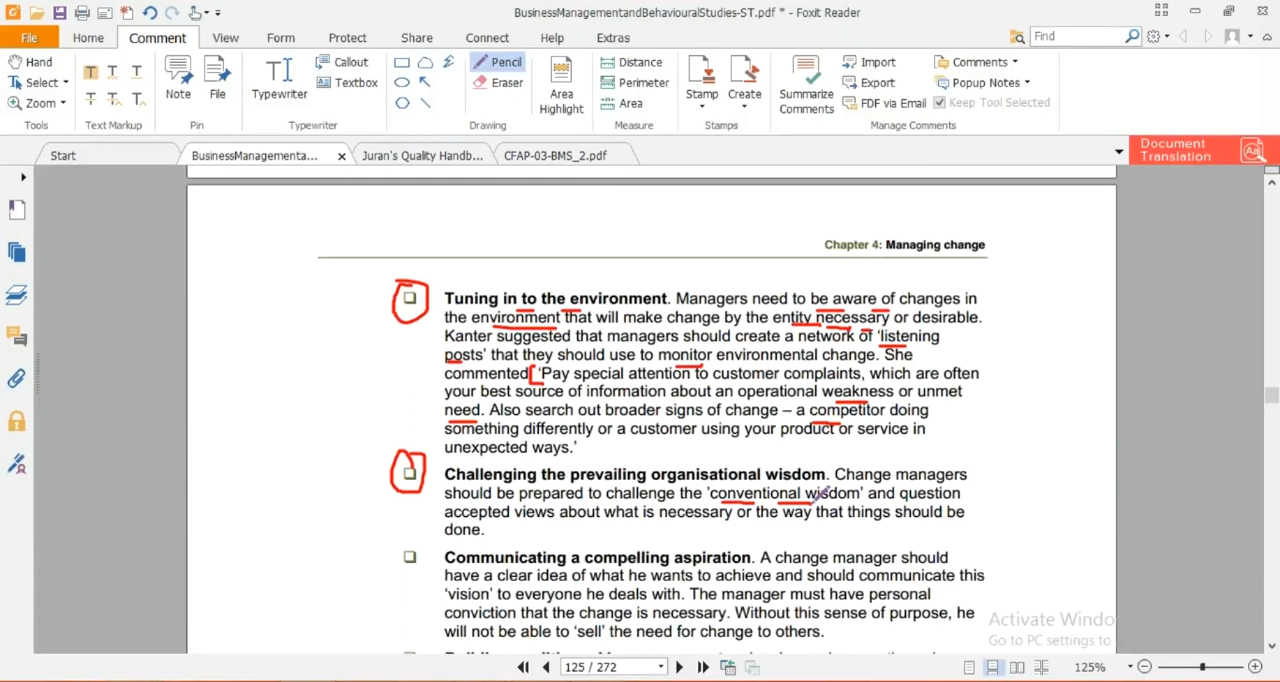 BusinessManagementandBehaviouralStudies-ST.pdf * - Foxit Reader
File Home Comment View Form Protect Share Connect Help Extras Find
Hand
Select
Zoom
Tools
T T T
T T T
Text Markup
Note
File
Pin
Typewriter
Callout
Textbox
Typewriter
Pencil
Eraser
Drawing
Area
Highlight
Distance
Perimeter
Area
Measure
Stamp
Create
Stamps
Summarize
Comments
Import
Export
FDF via Email
Comments
Popup Notes
Keep Tool Selected
Manage Comments
Start
BusinessManagementa...
Juran's Quality Handb...
CFAP-03-BMS_2.pdf
Document
Translation
Chapter 4: Managing change
Tuning in to the environment. Managers need to be aware of changes in
the environment that will make change by the entity necessary or desirable.
Kanter suggested that managers should create a network of ‘listening
posts’ that they should use to monitor environmental change. She
commented ‘Pay special attention to customer complaints, which are often
your best source of information about an operational weakness or unmet
need. Also search out broader signs of change – a competitor doing
something differently or a customer using your product or service in
unexpected ways.’
Challenging the prevailing organisational wisdom. Change managers
should be prepared to challenge the ’conventional wisdom’ and question
accepted views about what is necessary or the way that things should be
done.
Communicating a compelling aspiration. A change manager should
have a clear idea of what he wants to achieve and should communicate this
‘vision’ to everyone he deals with. The manager must have personal
conviction that the change is necessary. Without this sense of purpose, he
will not be able to ‘sell’ the need for change to others.
Activate Windo
Go to PC settings to
125 / 272
125%